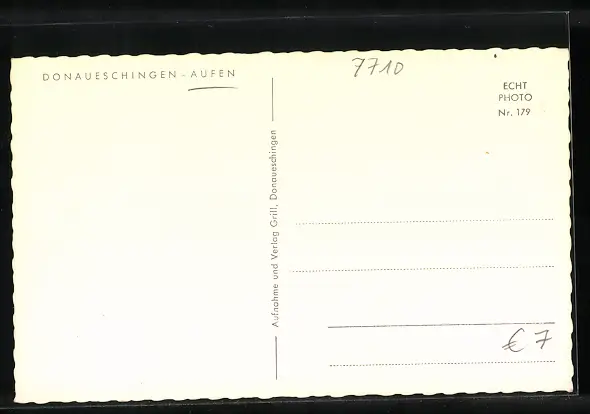 DONAUESCHINGEN - AUFEN
7710
ECHT
PHOTO
Nr. 179
Aufnahme und Verlag Grill, Donaueschingen
€ 7